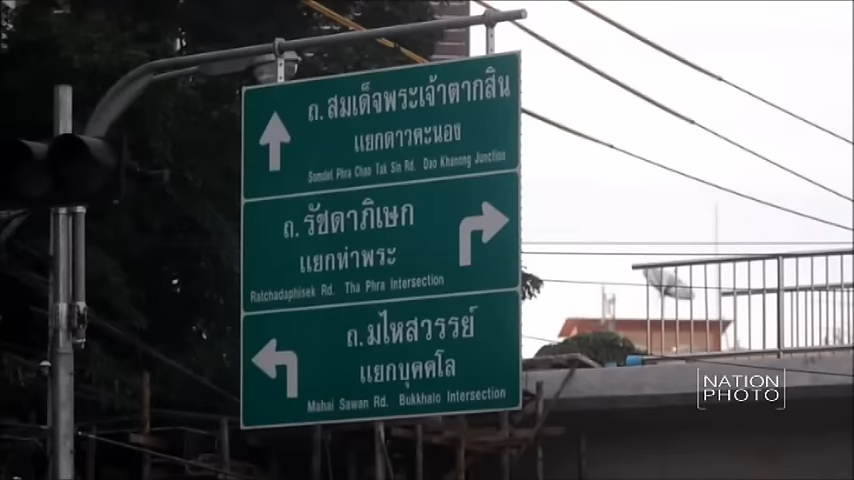 ถ. สมเด็จพระเจ้าตากสิน
แยกดาวคะนอง
Somdet Phra Chao Tak Sin Rd. Dao Khanong Junction
ถ. รัชดาภิเษก
แยกท่าพระ
Ratchadaphisek Rd. Tha Phra Intersection
ถ. มไหสวรรย์
แยกบุคคโล
Mahai Sawan Rd. Bukkhalo Intersection
NATION
PHOTO